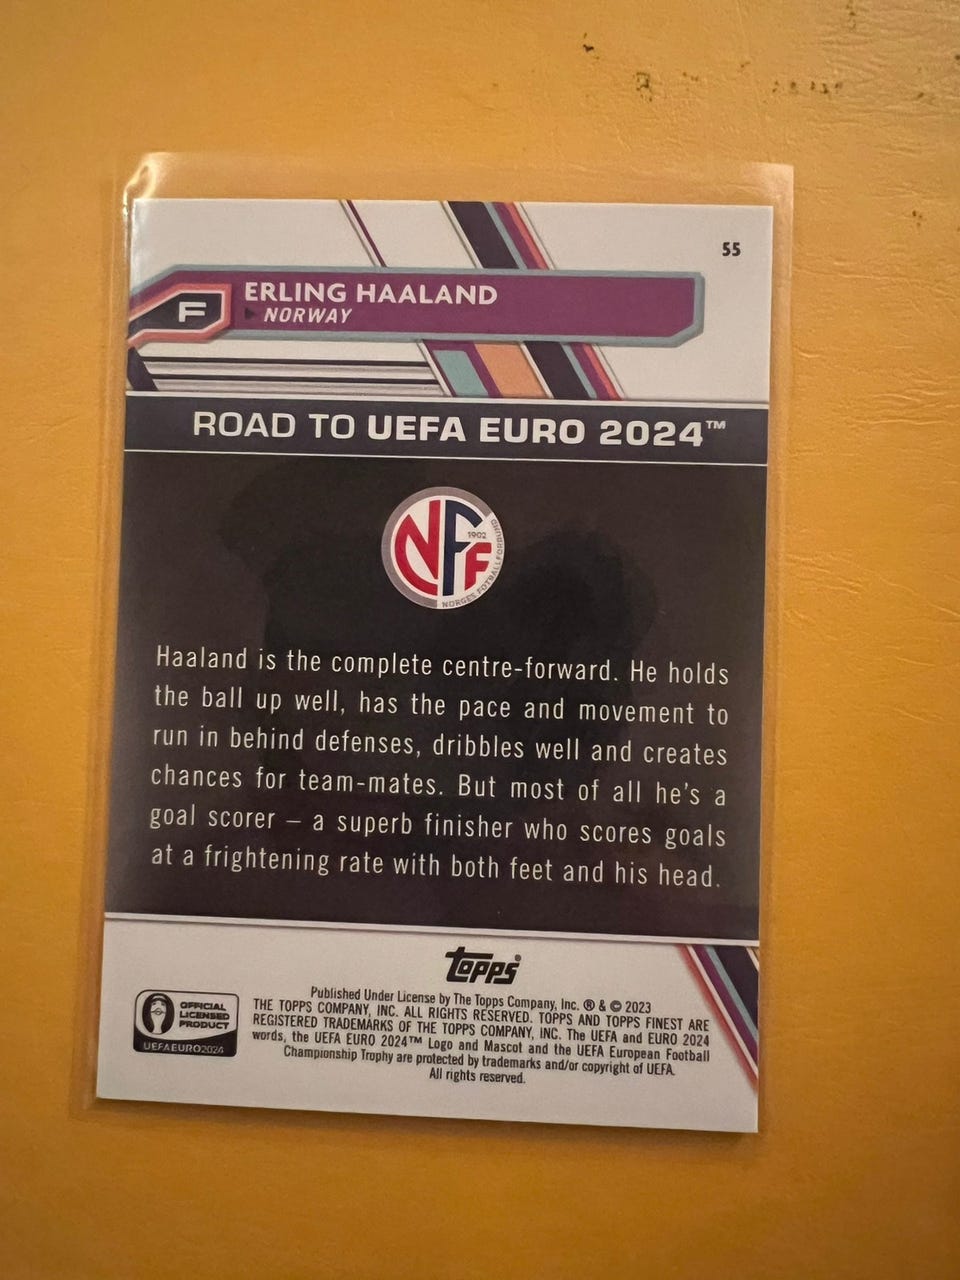 55
F
ERLING HAALAND
NORWAY
ROAD TO UEFA EURO 2024™
NFF
1902
NORGES FOTBALLFORBUND
Haaland is the complete centre-forward. He holds
the ball up well, has the pace and movement to
run in behind defenses, dribbles well and creates
chances for team-mates. But most of all he's a
goal scorer – a superb finisher who scores goals
at a frightening rate with both feet and his head.
Topps®
Published Under License by The Topps Company, Inc. ® & © 2023
THE TOPPS COMPANY, INC. ALL RIGHTS RESERVED. TOPPS AND TOPPS FINEST ARE
REGISTERED TRADEMARKS OF THE TOPPS COMPANY, INC. The UEFA and EURO 2024
words, the UEFA EURO 2024™ Logo and Mascot and the UEFA European Football
Championship Trophy are protected by trademarks and/or copyright of UEFA.
All rights reserved.
OFFICIAL
LICENSED
PRODUCT
UEFAEURO2024